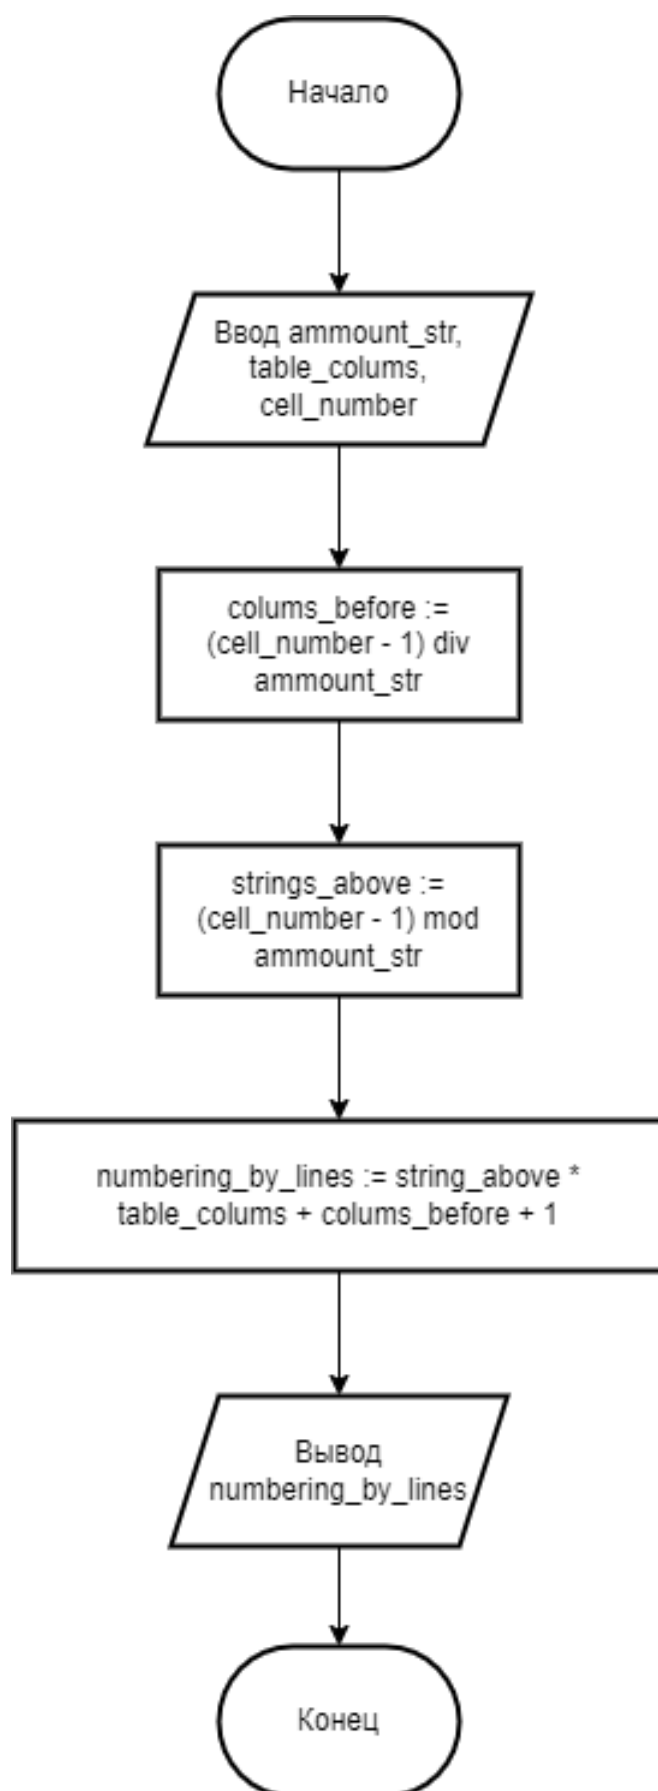 Начало
Ввод ammount_str,
table_colums,
cell_number
colums_before :=
(cell_number - 1) div
ammount_str
strings_above :=
(cell_number - 1) mod
ammount_str
numbering_by_lines := string_above *
table_colums + colums_before + 1
Вывод
numbering_by_lines
Конец